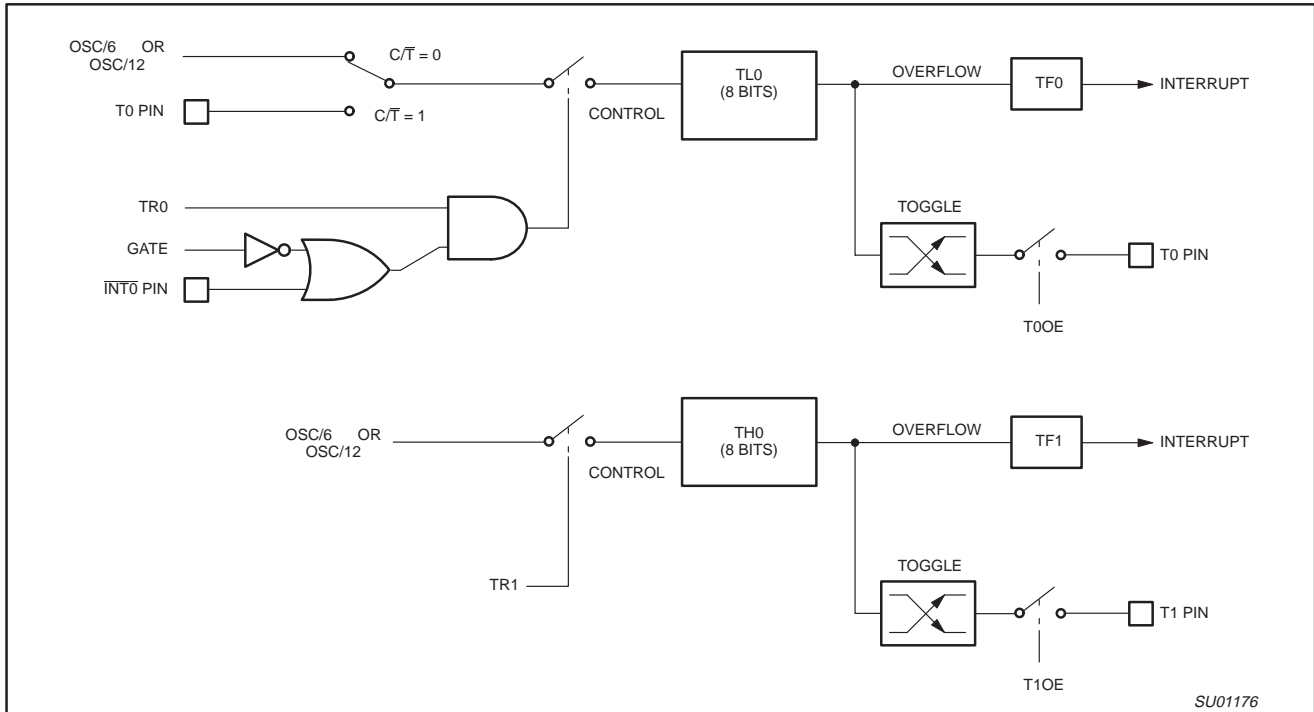 OSC/6 OR
OSC/12
C/T̅ = 0
T0 PIN
C/T̅ = 1
CONTROL
TL0
(8 BITS)
OVERFLOW
TF0
INTERRUPT
TR0
GATE
I̅N̅T̅0̅ PIN
TOGGLE
T0 PIN
T0OE
OSC/6 OR
OSC/12
CONTROL
TH0
(8 BITS)
OVERFLOW
TF1
INTERRUPT
TR1
TOGGLE
T1 PIN
T1OE
SU01176